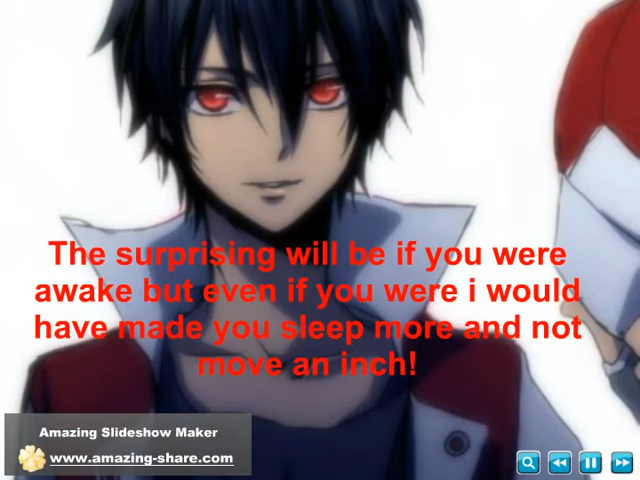 The surprising will be if you were
awake but even if you were i would
have made you sleep more and not
move an inch!
Amazing Slideshow Maker
www.amazing-share.com